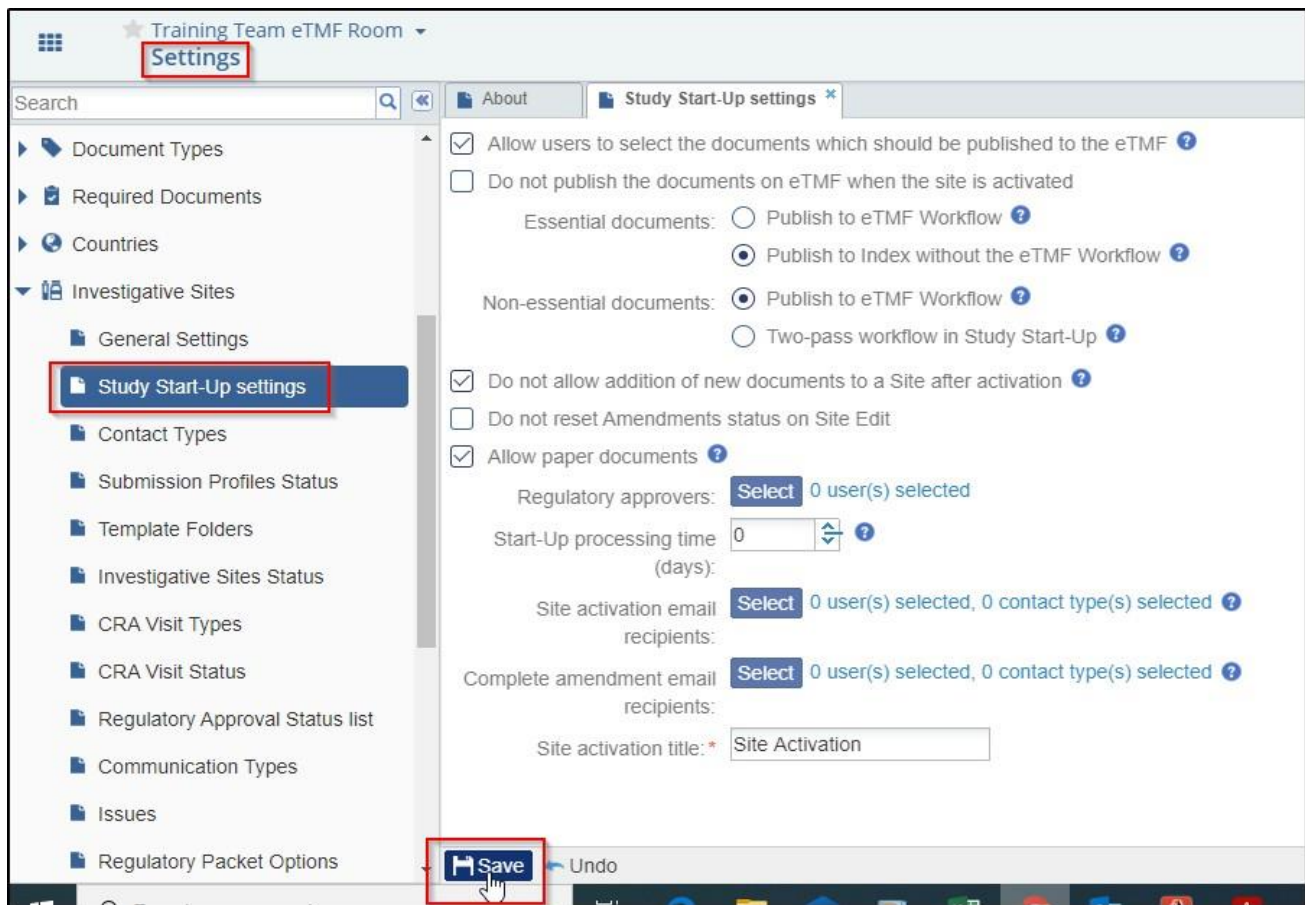 Training Team eTMF Room
Settings
Search
Document Types
Required Documents
Countries
Investigative Sites
General Settings
Study Start-Up settings
Contact Types
Submission Profiles Status
Template Folders
Investigative Sites Status
CRA Visit Types
CRA Visit Status
Regulatory Approval Status list
Communication Types
Issues
Regulatory Packet Options
About
Study Start-Up settings
Allow users to select the documents which should be published to the eTMF
Do not publish the documents on eTMF when the site is activated
Essential documents: Publish to eTMF Workflow
Publish to Index without the eTMF Workflow
Non-essential documents: Publish to eTMF Workflow
Two-pass workflow in Study Start-Up
Do not allow addition of new documents to a Site after activation
Do not reset Amendments status on Site Edit
Allow paper documents
Regulatory approvers: Select 0 user(s) selected
Start-Up processing time 0
(days):
Site activation email Select 0 user(s) selected, 0 contact type(s) selected
recipients:
Complete amendment email Select 0 user(s) selected, 0 contact type(s) selected
recipients:
Site activation title:* Site Activation
Save Undo